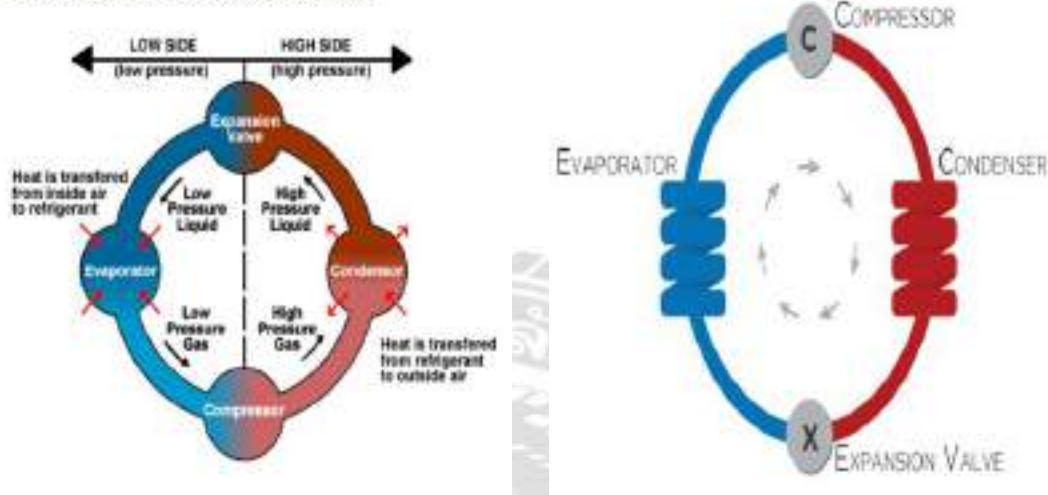 LOW SIDE
(low pressure)
HIGH SIDE
(high pressure)
Expansion
Valve
Heat is transfered
from inside air
to refrigerant
Low
Pressure
Liquid
High
Pressure
Liquid
Evaporator
Condensor
Low
Pressure
Gas
High
Pressure
Gas
Heat is transfered
from refrigerant
to outside air
Compressor
COMPRESSOR
C
EVAPORATOR
CONDENSER
X
EXPANSION VALVE